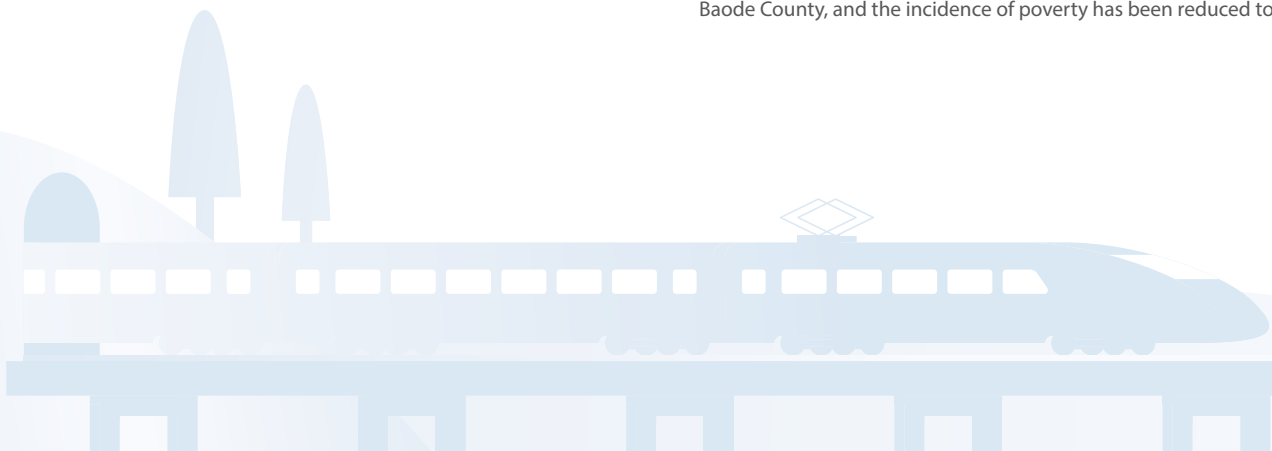 Baode County, and the incidence of poverty has been reduced to